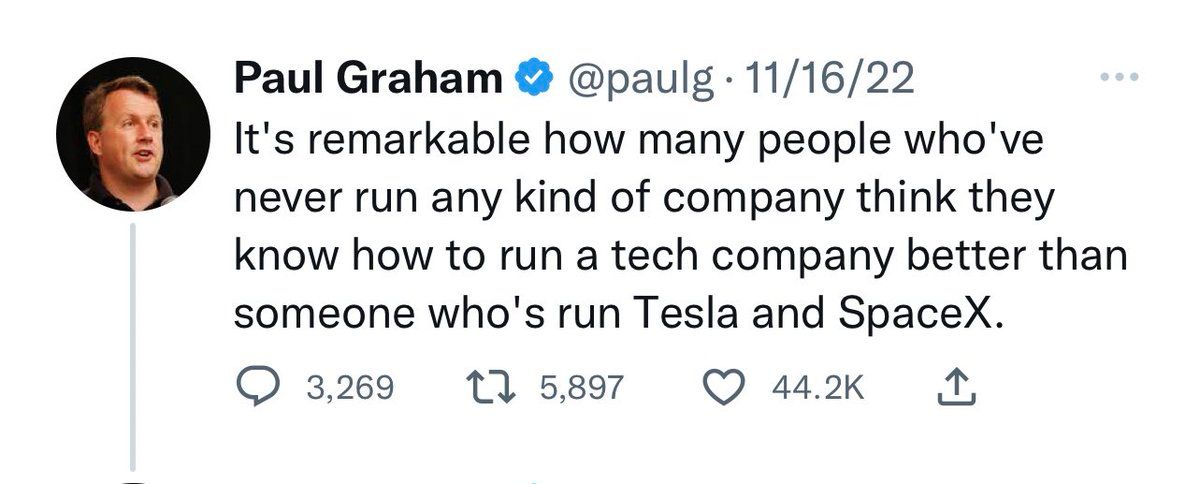 Paul Graham @paulg · 11/16/22
It's remarkable how many people who've
never run any kind of company think they
know how to run a tech company better than
someone who's run Tesla and SpaceX.
3,269 5,897 44.2K